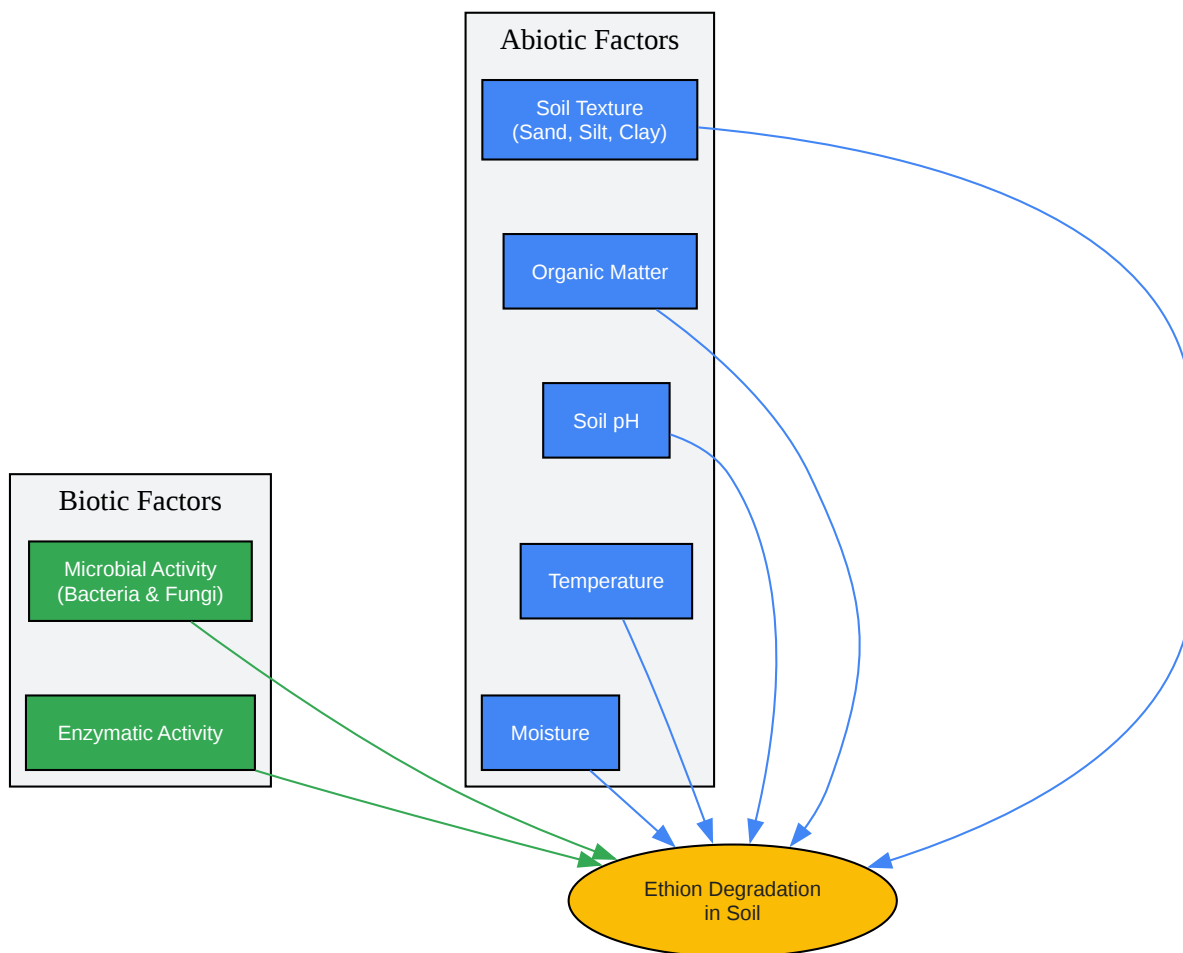 Abiotic Factors
Soil Texture
(Sand, Silt, Clay)
Organic Matter
Soil pH
Temperature
Moisture
Biotic Factors
Microbial Activity
(Bacteria & Fungi)
Enzymatic Activity
Ethion Degradation
in Soil